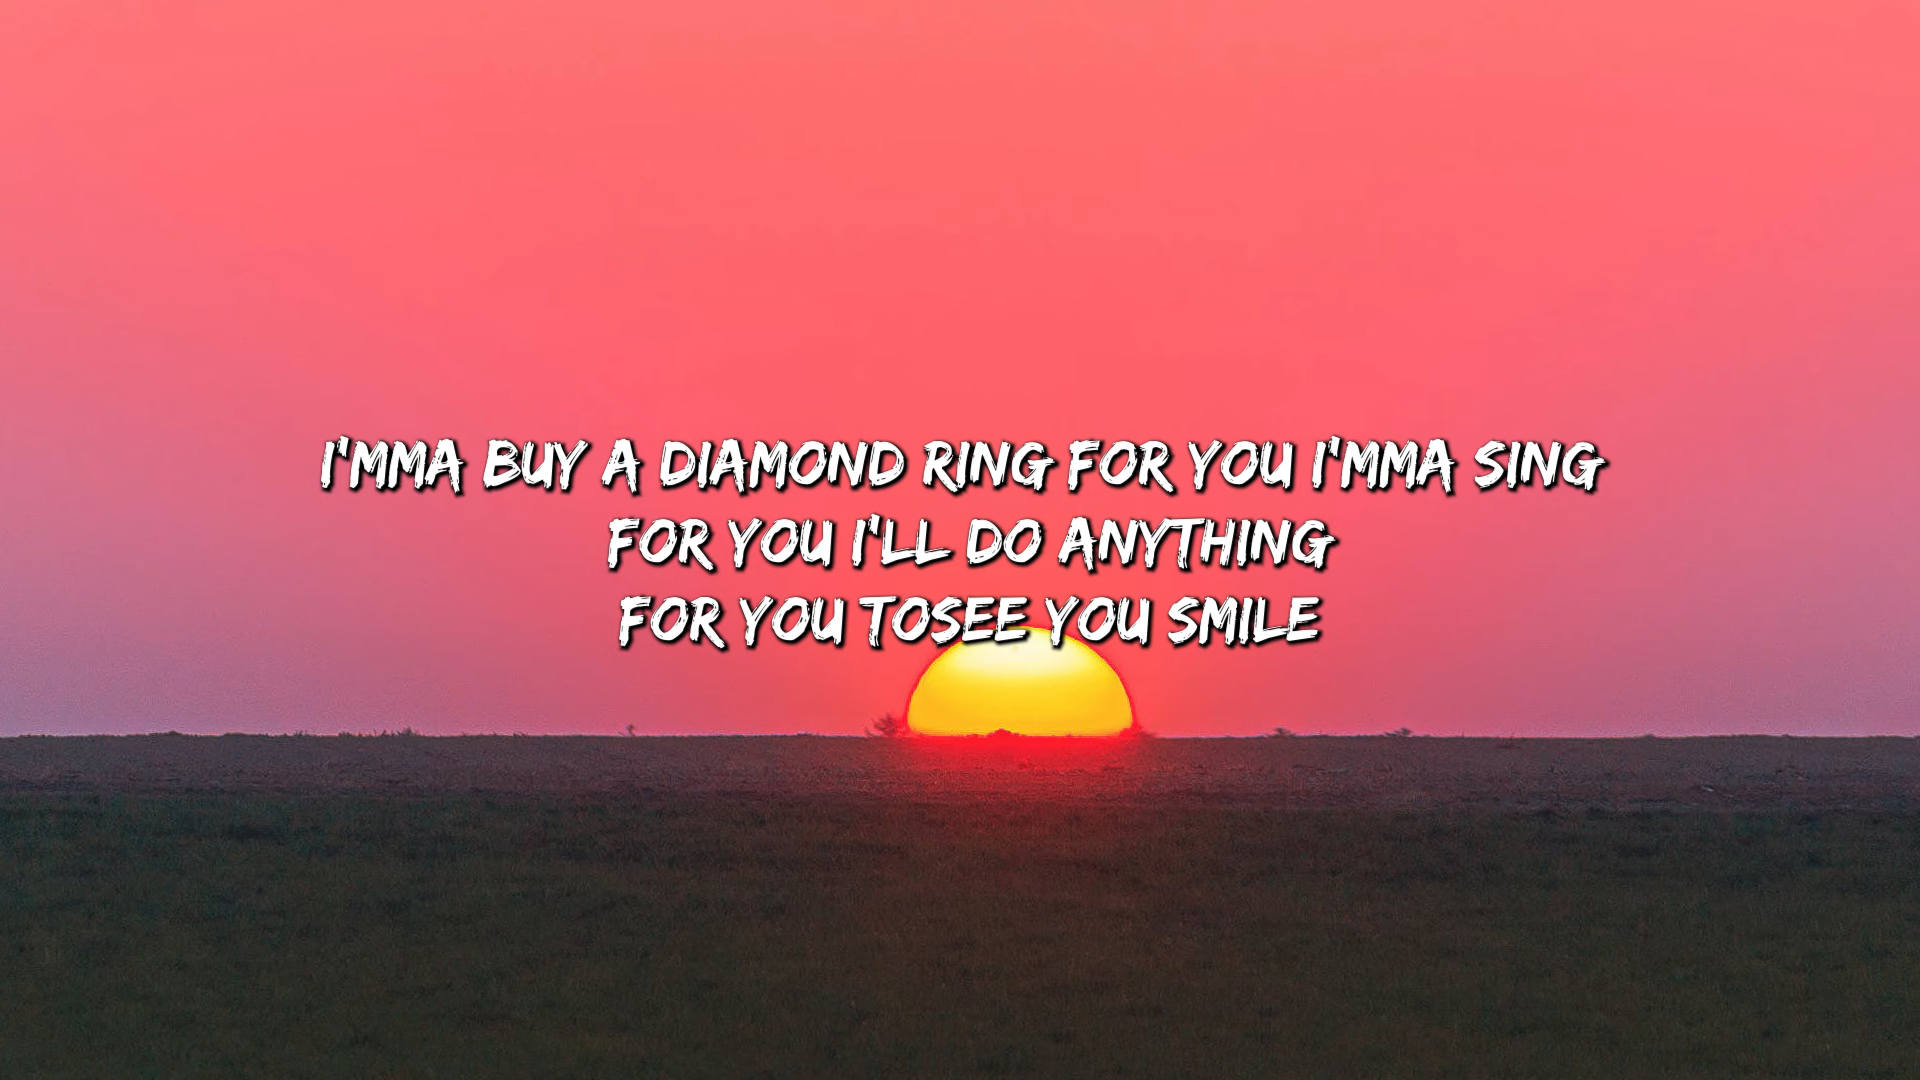 I'MMA BUY A DIAMOND RING FOR YOU I'MMA SING
FOR YOU I'LL DO ANYTHING
FOR YOU TOSEE YOU SMILE